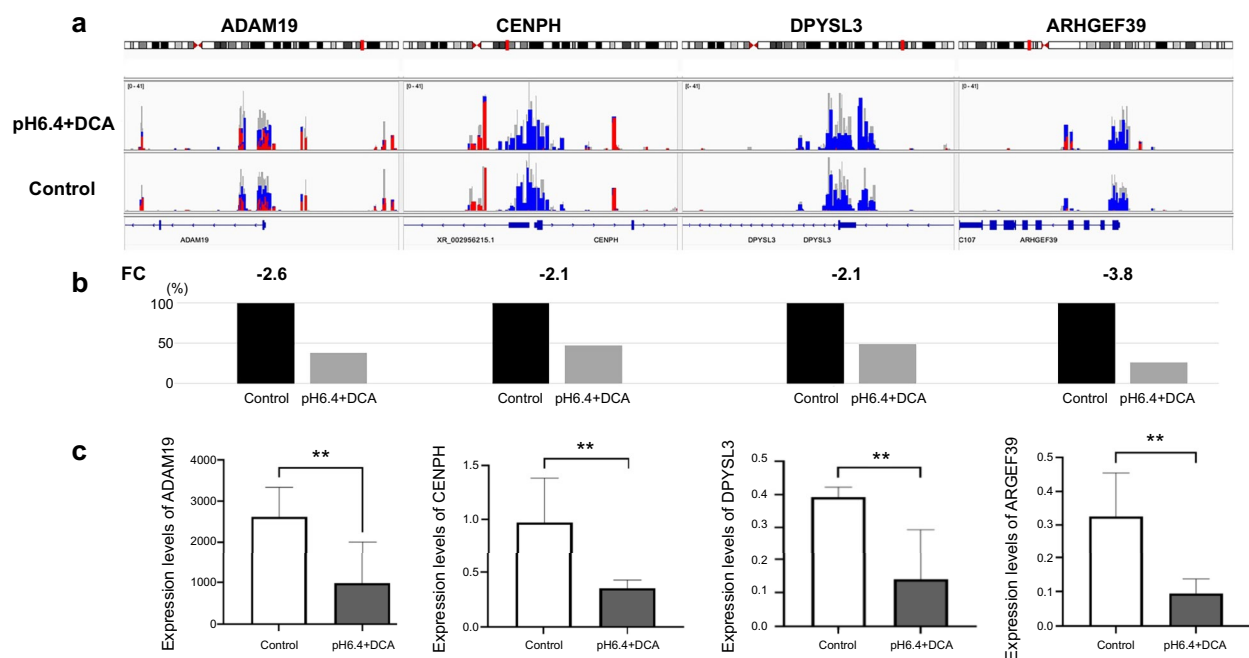 a
ADAM19 CENPH DPYSL3 ARHGEF39
[0 - 41] [0 - 41] [0 - 41] [0 - 41]
pH6.4+DCA
Control
ADAM19 XR_002956215.1 CENPH DPYSL3 DPYSL3 C107 ARHGEF39
b
FC -2.6 -2.1 -2.1 -3.8
(%)
100
50
0
Control pH6.4+DCA Control pH6.4+DCA Control pH6.4+DCA Control pH6.4+DCA
c
Expression levels of ADAM19
4000
3000
2000
1000
0
**
Control pH6.4+DCA
Expression levels of CENPH
1.5
1.0
0.5
0.0
**
Control pH6.4+DCA
Expression levels of DPYSL3
0.5
0.4
0.3
0.2
0.1
0.0
**
Control pH6.4+DCA
Expression levels of ARGEF39
0.5
0.4
0.3
0.2
0.1
0.0
**
Control pH6.4+DCA